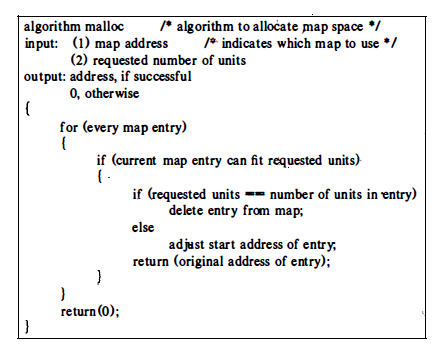 algorithm malloc /* algorithm to allocate map space */
input: (1) map address /* indicates which map to use */
(2) requested number of units
output: address, if successful
0, otherwise
{
for (every map entry)
{
if (current map entry can fit requested units)
{
if (requested units == number of units in entry)
delete entry from map;
else
adjust start address of entry;
return (original address of entry);
}
}
return(0);
}